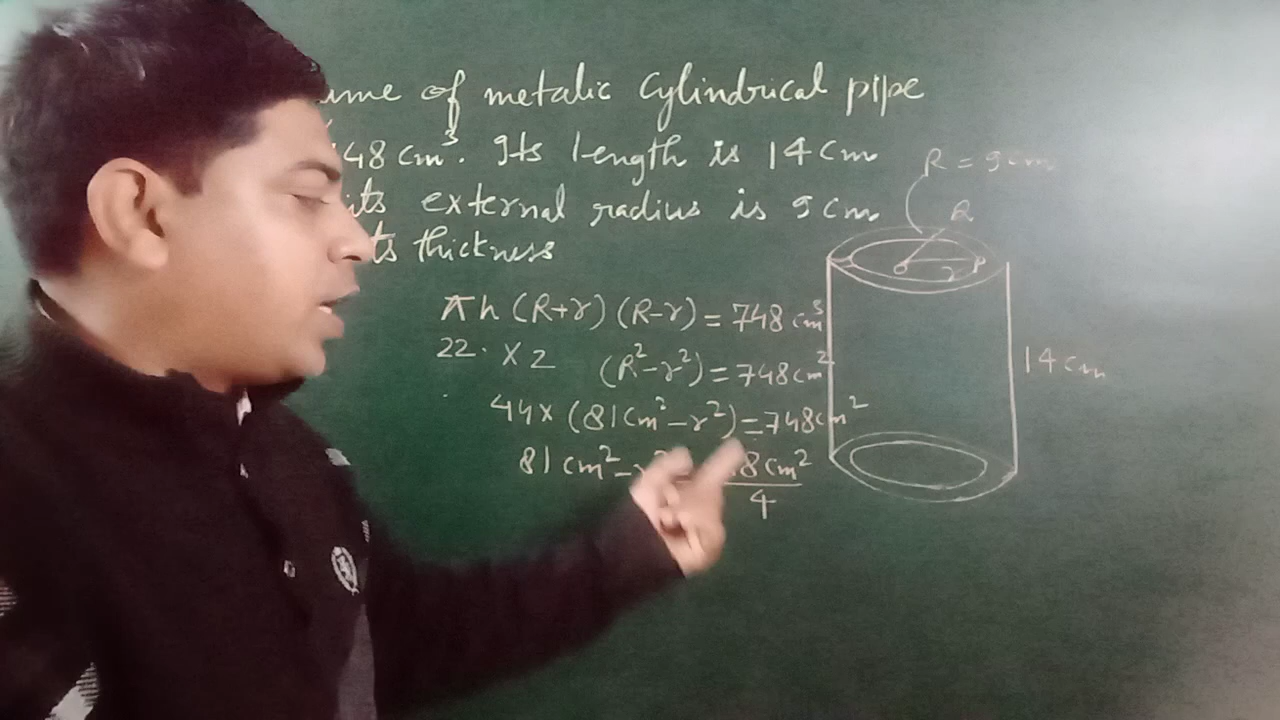 of metalic cylindrical pipe
48 cm³. Its length is 14 cm
its external radius is 9 cm
thickness
R = 9 cm
R
O r P
πh (R+r) (R-r) = 748 cm³
22 × 2 (R²-r²) = 748 cm²
14 cm
44 × (81 cm² - r²) = 748 cm²
81 cm² -
8 cm²
4